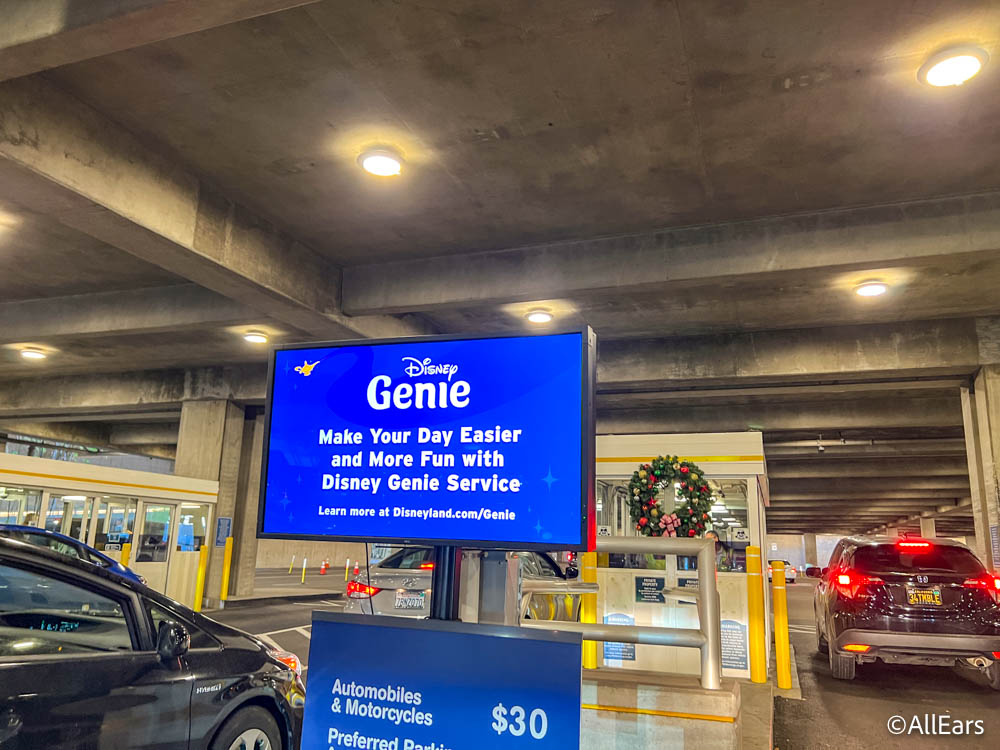 Disney
Genie
Make Your Day Easier
and More Fun with
Disney Genie Service
Learn more at Disneyland.com/Genie
Automobiles
& Motorcycles
$30
Preferred
HYBRID
©AllEars